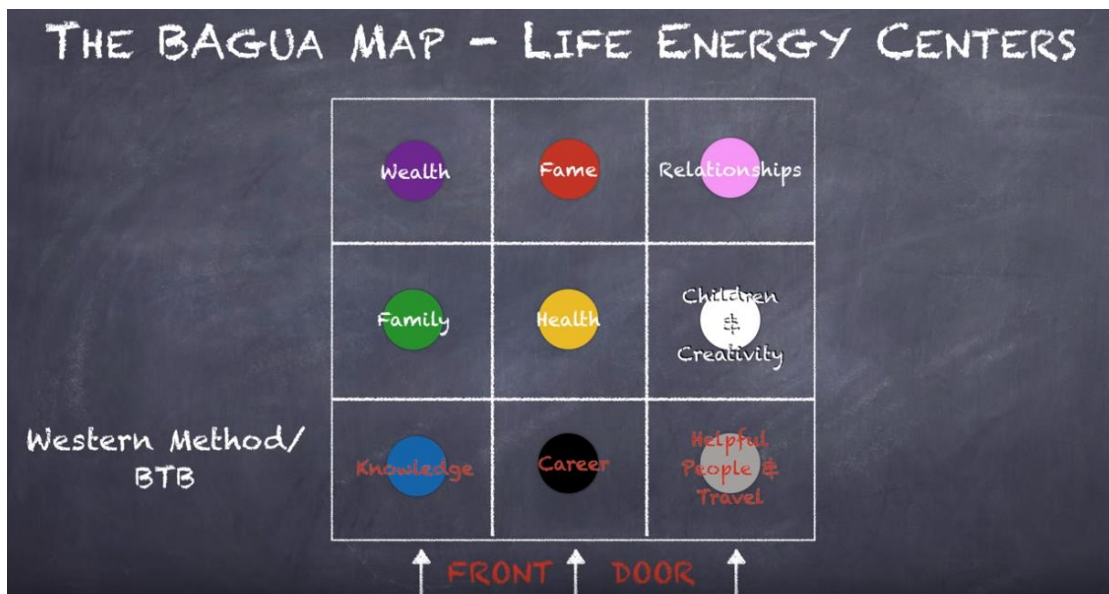 THE BAGUA MAP - LIFE ENERGY CENTERS
Wealth
Fame
Relationships
Family
Health
Children
&
Creativity
Western Method/
BTB
Knowledge
Career
Helpful
People &
Travel
FRONT DOOR